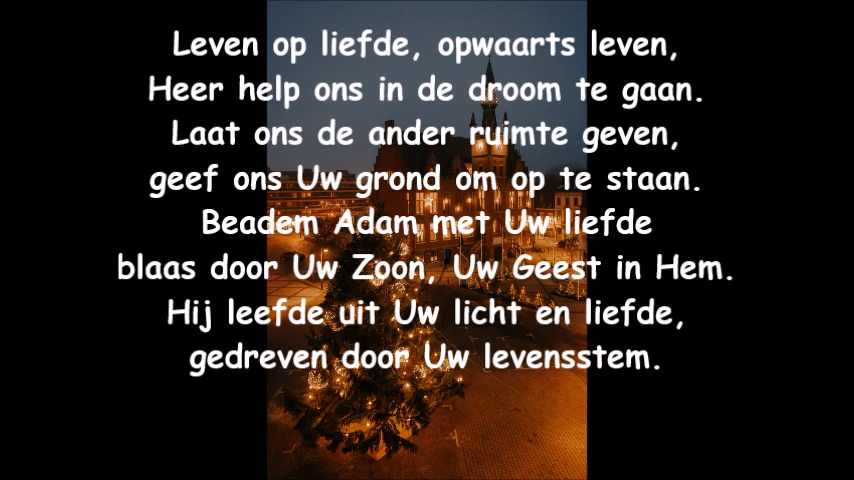 Leven op liefde, opwaarts leven,
Heer help ons in de droom te gaan.
Laat ons de ander ruimte geven,
geef ons Uw grond om op te staan.
Beadem Adam met Uw liefde
blaas door Uw Zoon, Uw Geest in Hem.
Hij leefde uit Uw licht en liefde,
gedreven door Uw levensstem.